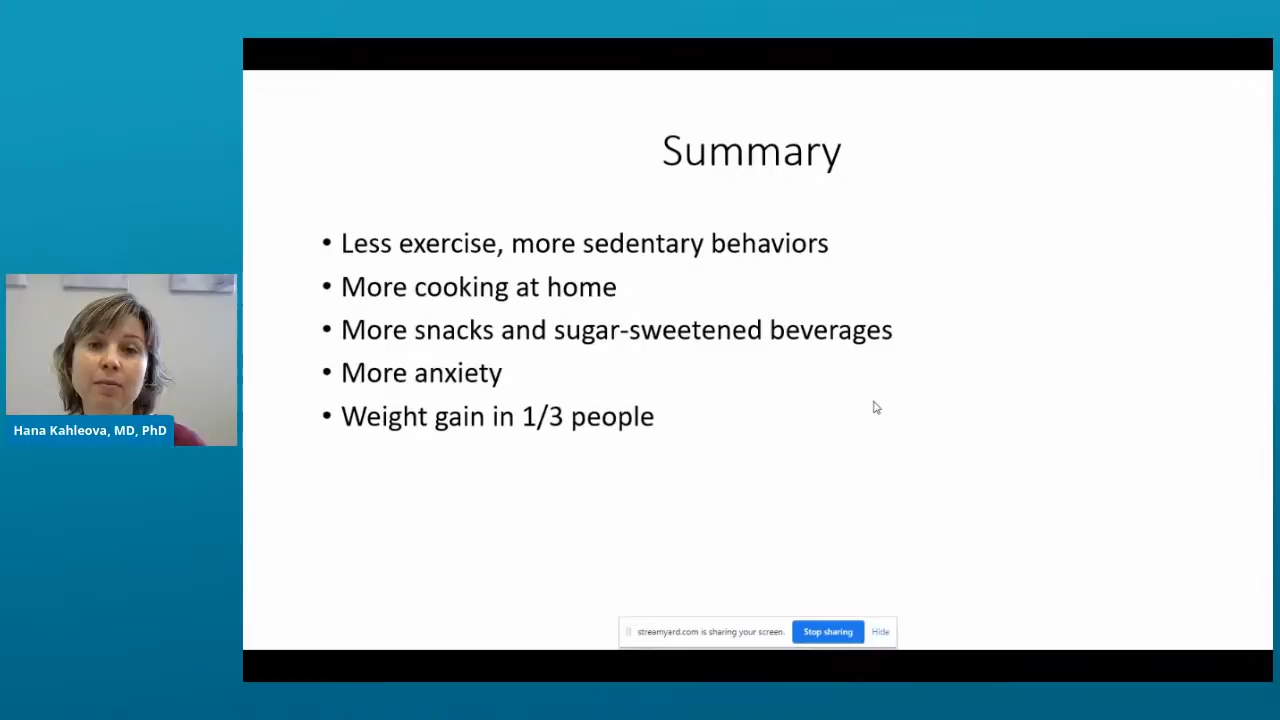 Summary
• Less exercise, more sedentary behaviors
• More cooking at home
• More snacks and sugar-sweetened beverages
• More anxiety
• Weight gain in 1/3 people
Hana Kahleova, MD, PhD
streamyard.com is sharing your screen. Stop sharing Hide